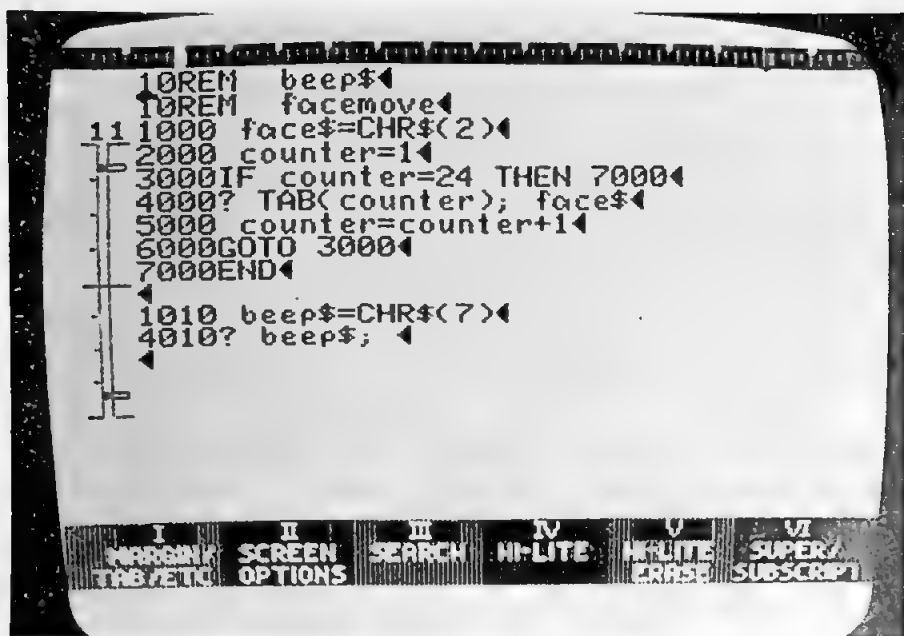 10REM  beep$
10REM  facemove
11 1000 face$=CHR$(2)
2000 counter=1
3000IF counter=24 THEN 7000
4000? TAB(counter); face$
5000 counter=counter+1
6000GOTO 3000
7000END
1010 beep$=CHR$(7)
4010? beep$;
I II III IV V VI
MARGIN/ SCREEN SEARCH HI-LITE HI-LITE SUPER/
TAB/ETC OPTIONS ERASE SUBSCRIPT